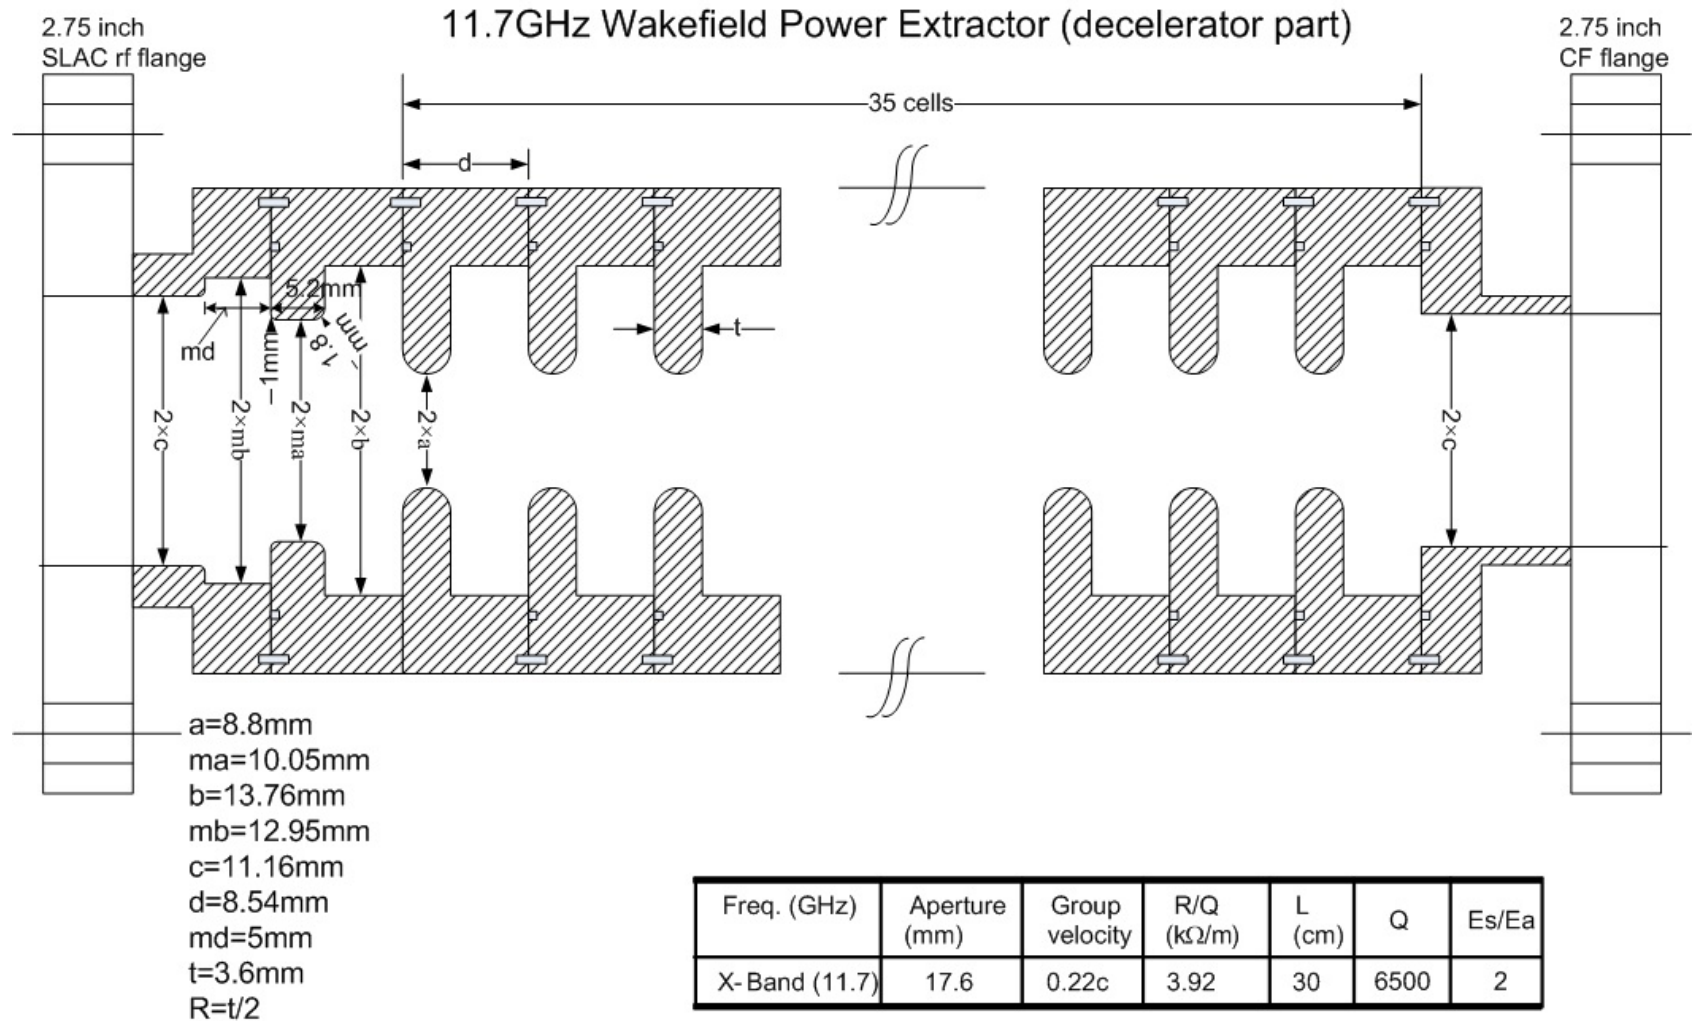 11.7GHz Wakefield Power Extractor (decelerator part)
2.75 inch
SLAC rf flange
2.75 inch
CF flange
35 cells
d
5.2mm
md
1mm
1.8 mm
t
2×c
2×mb
2×ma
2×b
2×a
2×c
a=8.8mm
ma=10.05mm
b=13.76mm
mb=12.95mm
c=11.16mm
d=8.54mm
md=5mm
t=3.6mm
R=t/2
Freq. (GHz) Aperture (mm) Group velocity R/Q (kΩ/m) L (cm) Q Es/Ea
X-Band (11.7) 17.6 0.22c 3.92 30 6500 2